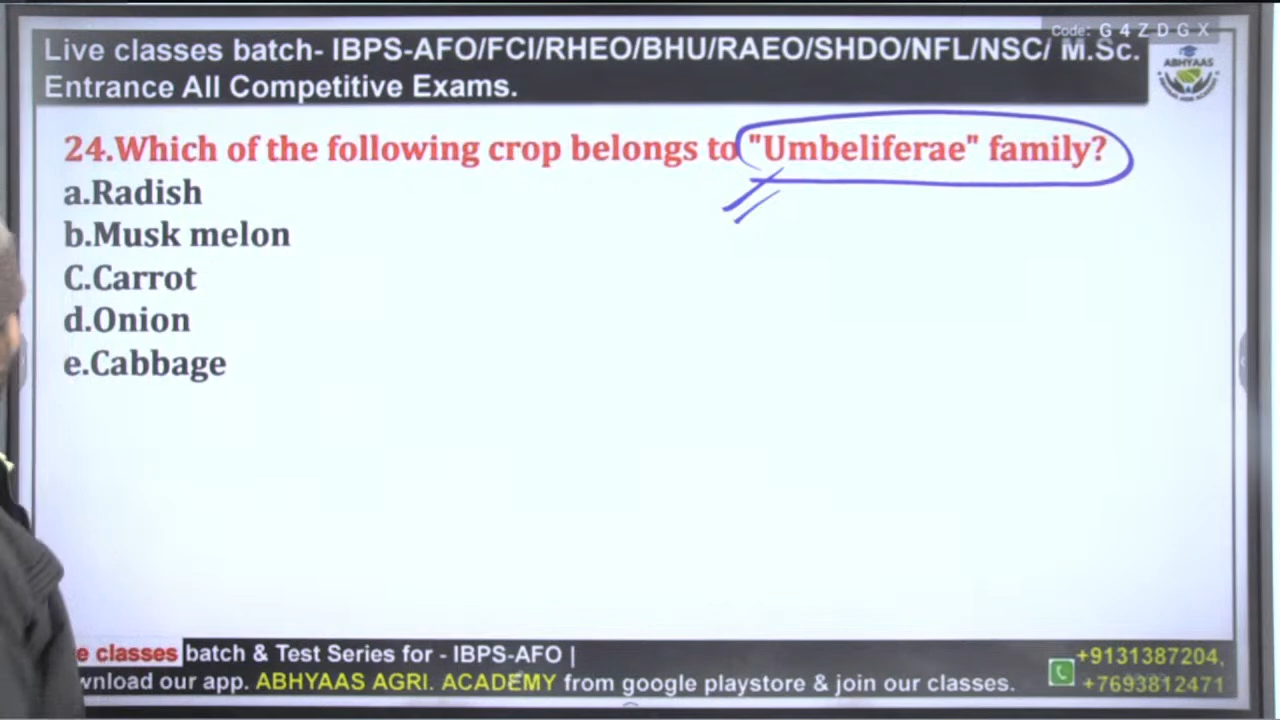 Code: G 4 Z D G X
Live classes batch- IBPS-AFO/FCI/RHEO/BHU/RAEO/SHDO/NFL/NSC/ M.Sc.
Entrance All Competitive Exams.
ABHYAAS
24.Which of the following crop belongs to "Umbeliferae" family?
a.Radish
b.Musk melon
C.Carrot
d.Onion
e.Cabbage
e classes batch & Test Series for - IBPS-AFO |
wnload our app. ABHYAAS AGRI. ACADEMY from google playstore & join our classes.
+9131387204,
+7693812471